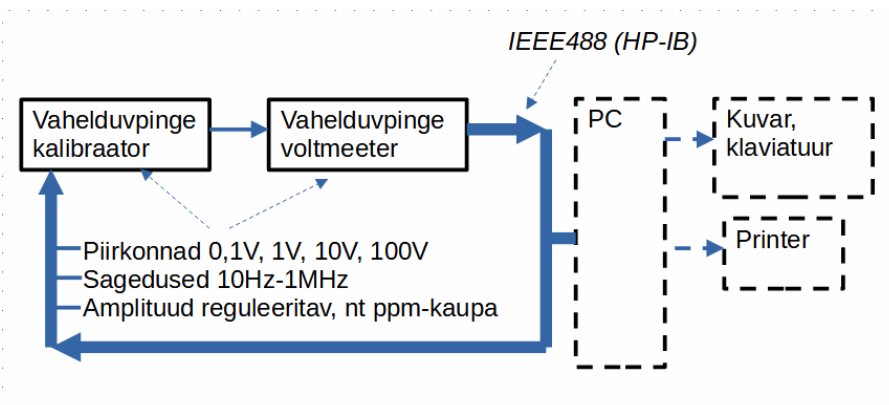 IEEE488 (HP-IB)
Vahelduvpinge
kalibraator
Vahelduvpinge
voltmeeter
PC
Kuvar,
klaviatuur
Printer
Piirkonnad 0,1V, 1V, 10V, 100V
Sagedused 10Hz-1MHz
Amplituud reguleeritav, nt ppm-kaupa